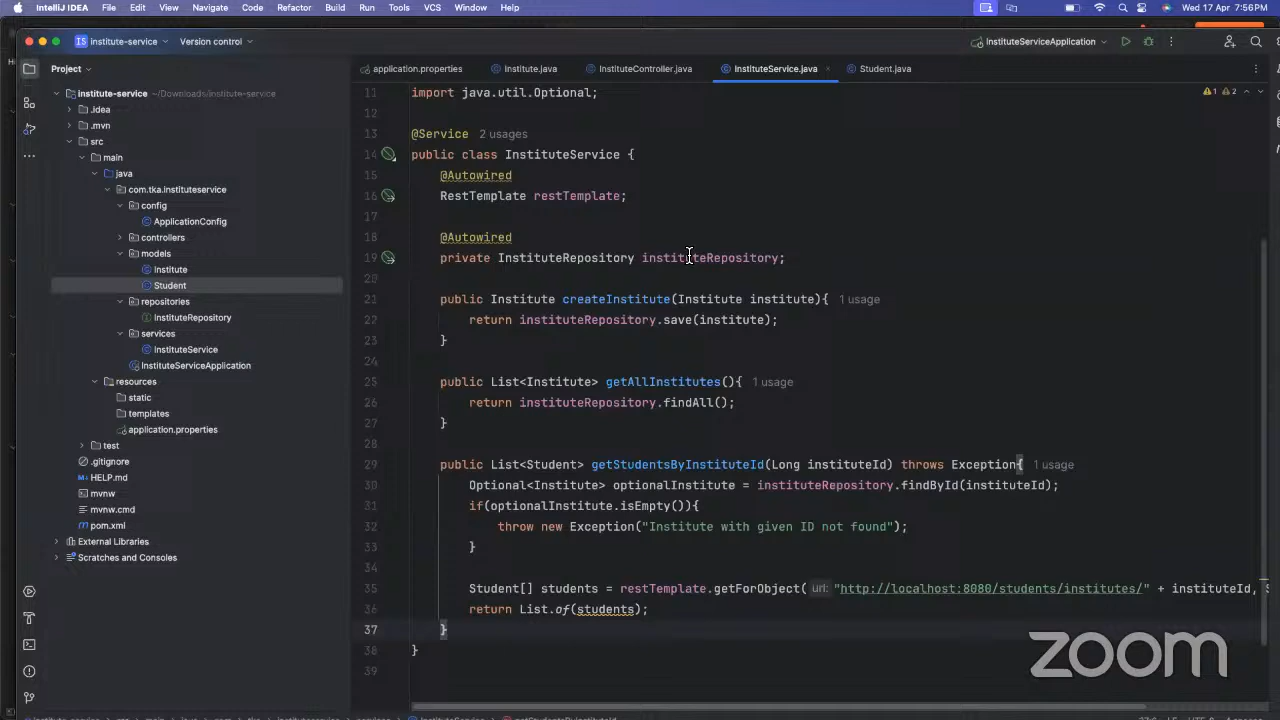 IntelliJ IDEA File Edit View Navigate Code Refactor Build Run Tools VCS Window Help Wed 17 Apr 7:56PM
IS institute-service Version control InstituteServiceApplication
Project
application.properties Institute.java InstituteController.java InstituteService.java Student.java
institute-service ~/Downloads/institute-service
.idea
.mvn
src
main
java
com.tka.instituteservice
config
ApplicationConfig
controllers
models
Institute
Student
repositories
InstituteRepository
services
InstituteService
InstituteServiceApplication
resources
static
templates
application.properties
test
.gitignore
HELP.md
mvnw
mvnw.cmd
pom.xml
External Libraries
Scratches and Consoles
1 2
11 import java.util.Optional;
12
13 @Service 2 usages
14 public class InstituteService {
15 @Autowired
16 RestTemplate restTemplate;
17
18 @Autowired
19 private InstituteRepository instituteRepository;
20
21 public Institute createInstitute(Institute institute){ 1 usage
22 return instituteRepository.save(institute);
23 }
24
25 public List<Institute> getAllInstitutes(){ 1 usage
26 return instituteRepository.findAll();
27 }
28
29 public List<Student> getStudentsByInstituteId(Long instituteId) throws Exception{ 1 usage
30 Optional<Institute> optionalInstitute = instituteRepository.findById(instituteId);
31 if(optionalInstitute.isEmpty()){
32 throw new Exception("Institute with given ID not found");
33 }
34
35 Student[] students = restTemplate.getForObject( url: "http://localhost:8080/students/institutes/" + instituteId,
36 return List.of(students);
37 }
38 }
39
zoom